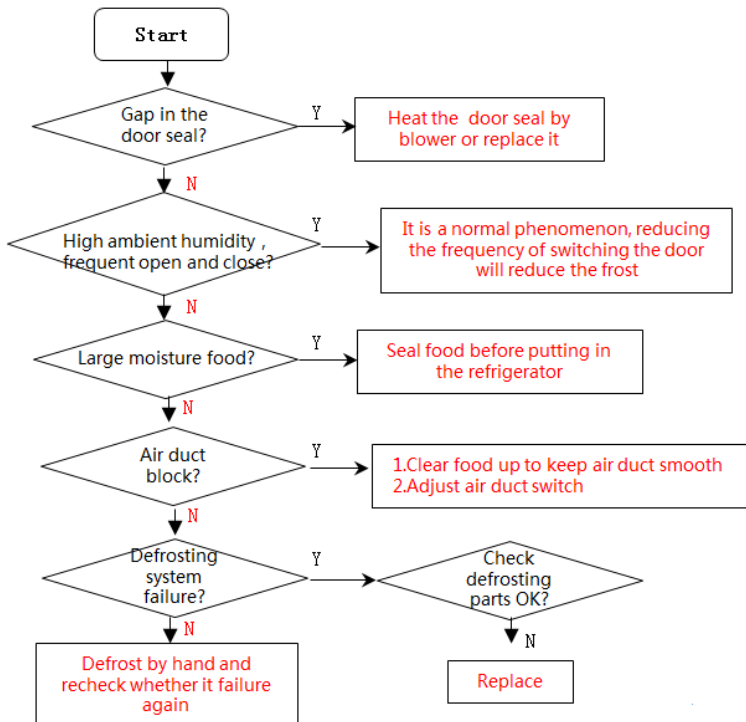 Start
Gap in the
door seal?
Y
Heat the door seal by
blower or replace it
N
High ambient humidity ,
frequent open and close?
Y
It is a normal phenomenon, reducing
the frequency of switching the door
will reduce the frost
N
Large moisture food?
Y
Seal food before putting in
the refrigerator
N
Air duct
block?
Y
1.Clear food up to keep air duct smooth
2.Adjust air duct switch
N
Defrosting
system
failure?
Y
Check
defrosting
parts OK?
N
Defrost by hand and
recheck whether it failure
again
N
Replace